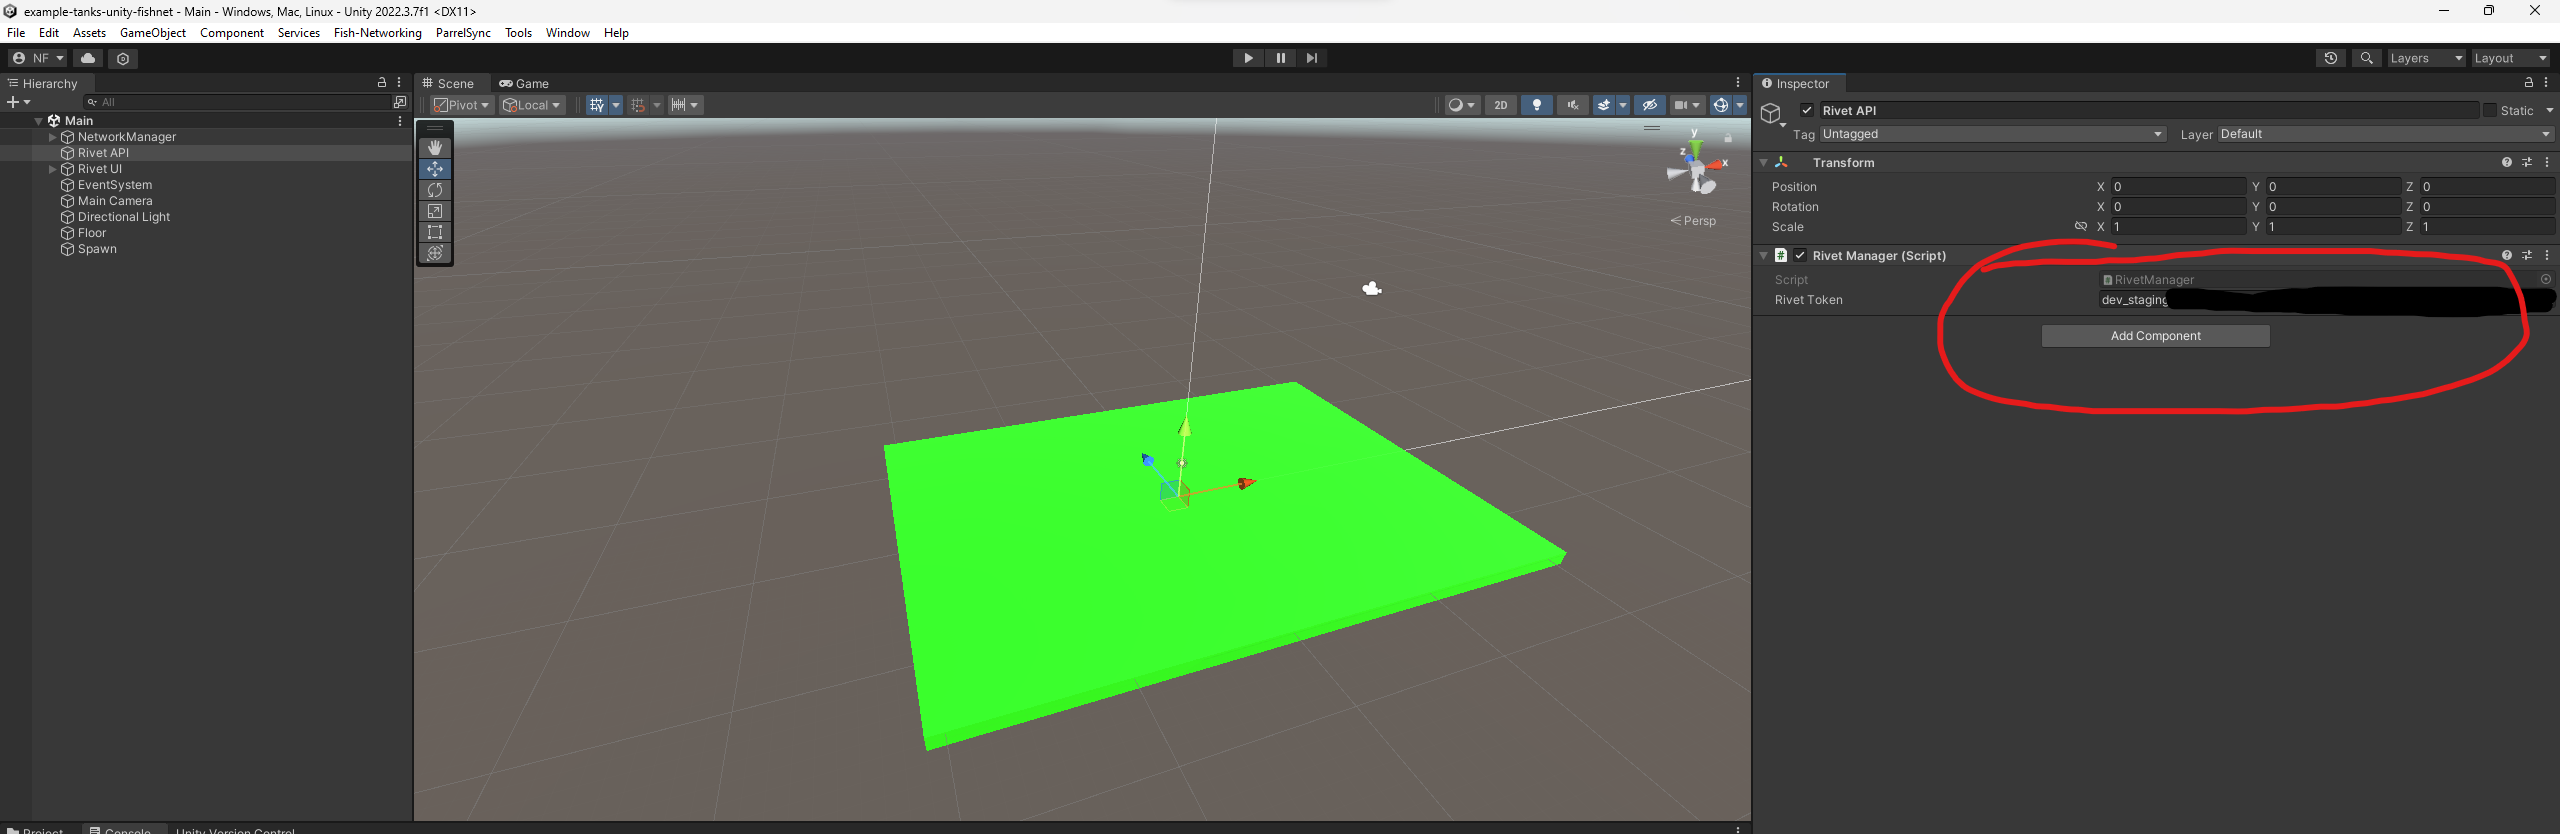 example-tanks-unity-fishnet - Main - Windows, Mac, Linux - Unity 2022.3.7f1 <DX11>
File Edit Assets GameObject Component Services Fish-Networking ParrelSync Tools Window Help
NF Layers Layout
Hierarchy
All
Main
NetworkManager
Rivet API
Rivet UI
EventSystem
Main Camera
Directional Light
Floor
Spawn
Scene Game
Pivot Local 2D
y
z
x
Persp
Inspector
Rivet API Static
Tag Untagged Layer Default
Transform
Position X 0 Y 0 Z 0
Rotation X 0 Y 0 Z 0
Scale X 1 Y 1 Z 1
Rivet Manager (Script)
Script RivetManager
Rivet Token dev_staging
Add Component
Project Console Unity Version Control